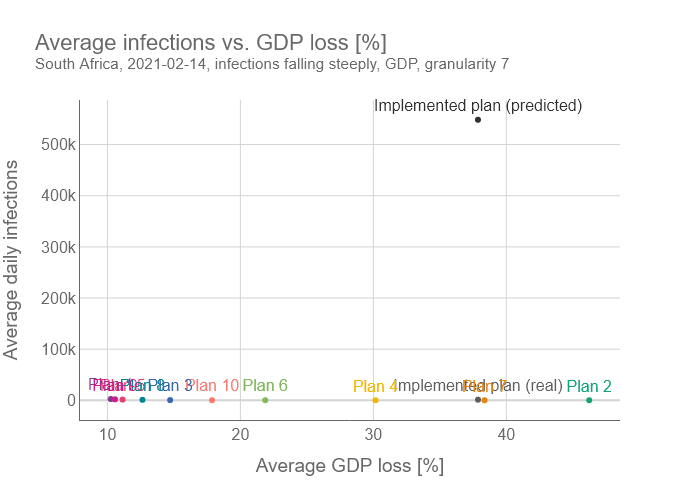 Average infections vs. GDP loss [%]
South Africa, 2021-02-14, infections falling steeply, GDP, granularity 7
Implemented plan (predicted)
500k
400k
300k
200k
100k
0
Average daily infections
Plan 8
Plan 3
Plan 10
Plan 6
Plan 4
Implemented plan (real)
Plan 7
Plan 2
10
20
30
40
Average GDP loss [%]